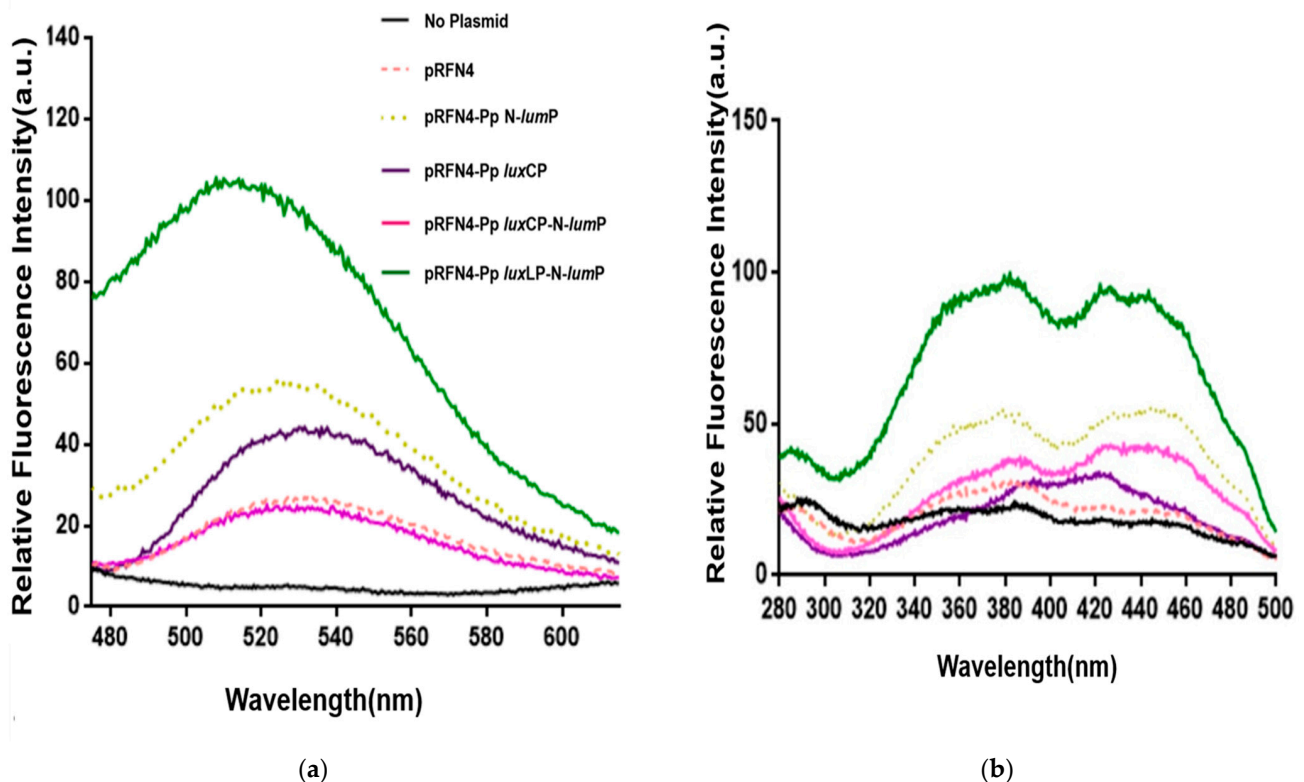 Relative Fluorescence Intensity(a.u.)
140
120
100
80
60
40
20
0
480 500 520 540 560 580 600
Wavelength(nm)
No Plasmid
pRFN4
pRFN4-Pp N-lumP
pRFN4-Pp luxCP
pRFN4-Pp luxCP-N-lumP
pRFN4-Pp luxLP-N-lumP
(a)
Relative Fluorescence Intensity(a.u.)
150
100
50
0
280 300 320 340 360 380 400 420 440 460 480 500
Wavelength(nm)
(b)